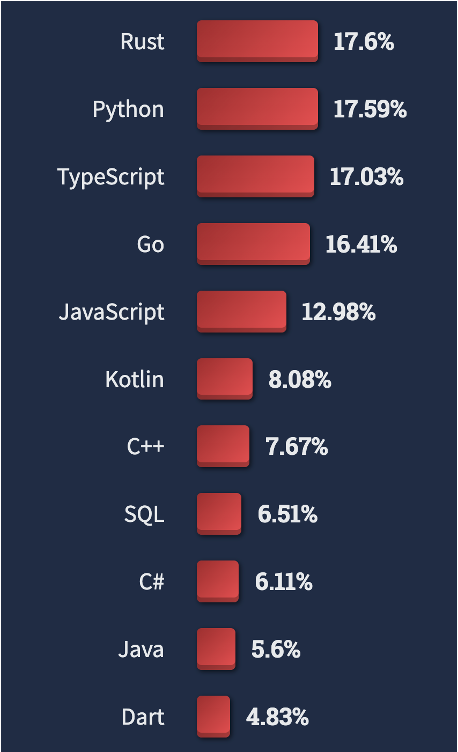 Rust 17.6%
Python 17.59%
TypeScript 17.03%
Go 16.41%
JavaScript 12.98%
Kotlin 8.08%
C++ 7.67%
SQL 6.51%
C# 6.11%
Java 5.6%
Dart 4.83%